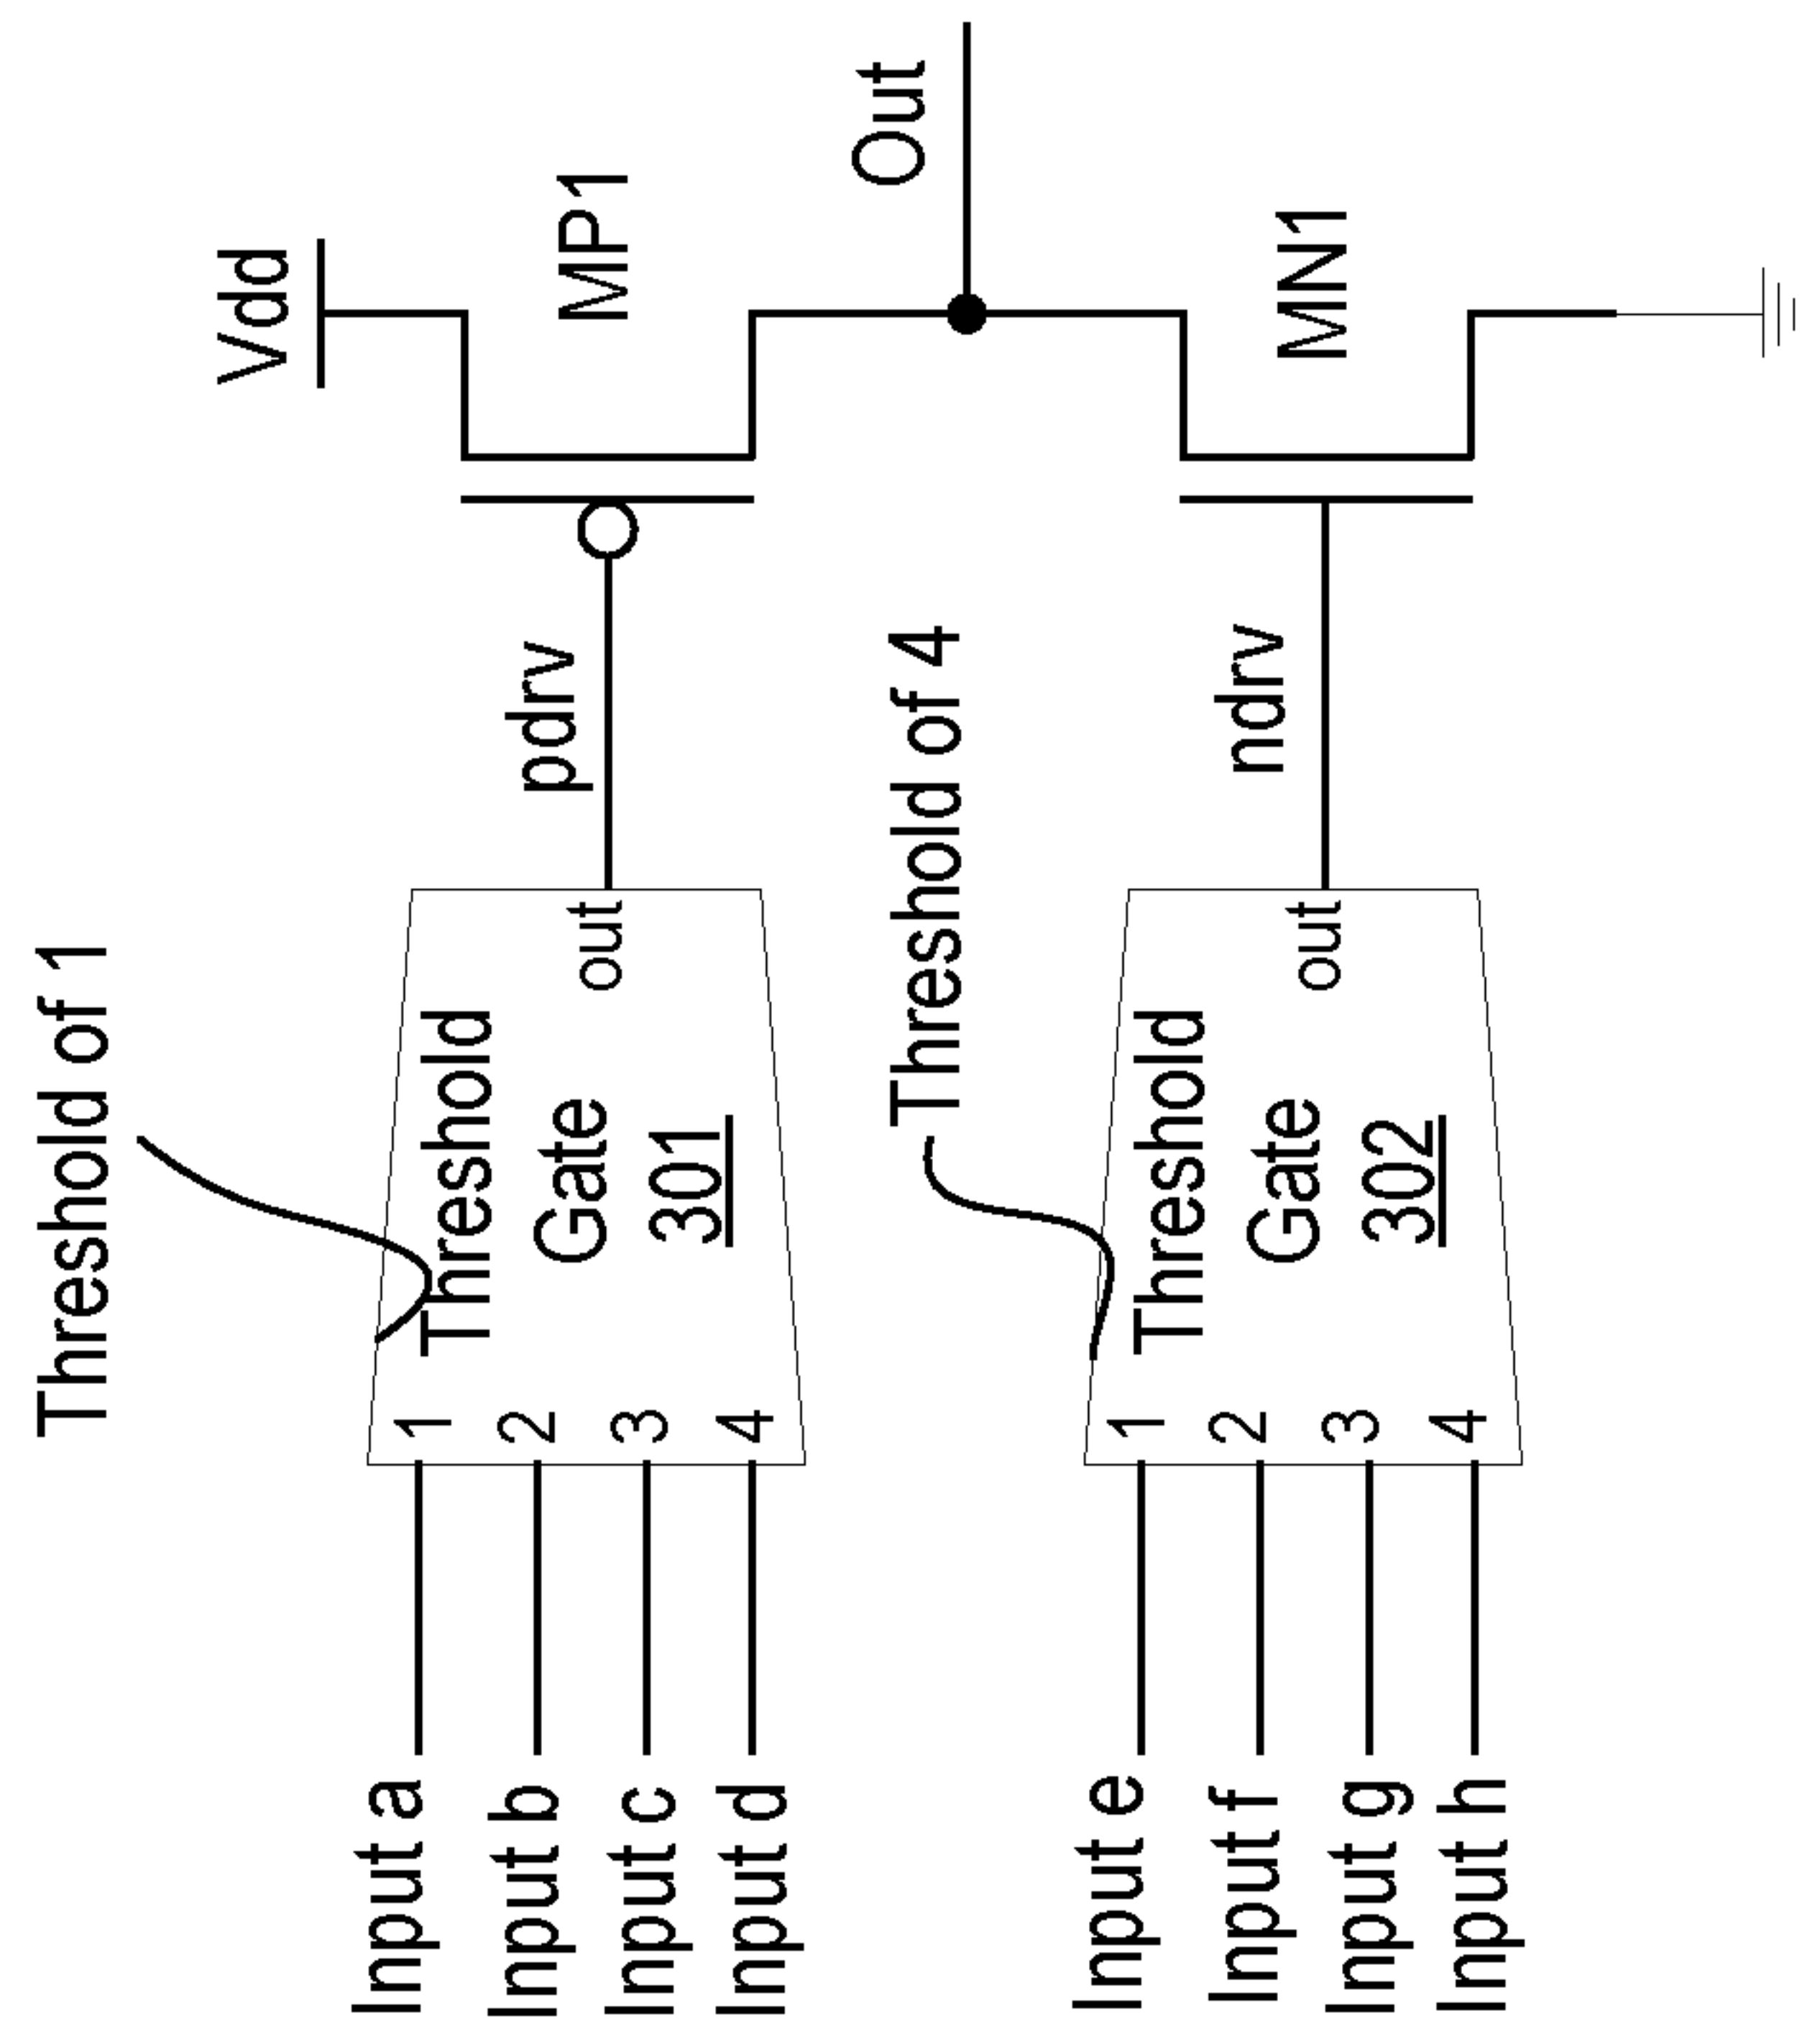 Threshold of 1
Vdd
MP1
pdrv
1
2
3
4
Threshold
Gate
301
out
Input a
Input b
Input c
Input d
Out
Threshold of 4
MN1
ndrv
1
2
3
4
Threshold
Gate
302
out
Input e
Input f
Input g
Input h